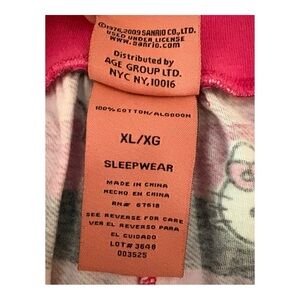 ©1976, 2009 SANRIO CO., LTD.
USED UNDER LICENSE
www.sanrio.com
Distributed by
AGE GROUP LTD.
NYC NY, 10016
100% COTTON/ALGODON
XL/XG
SLEEPWEAR
MADE IN CHINA
HECHO EN CHINA
RN# 67618
SEE REVERSE FOR CARE
VER EL REVERSO PARA
EL CUIDADO
LOT# 3640
003525